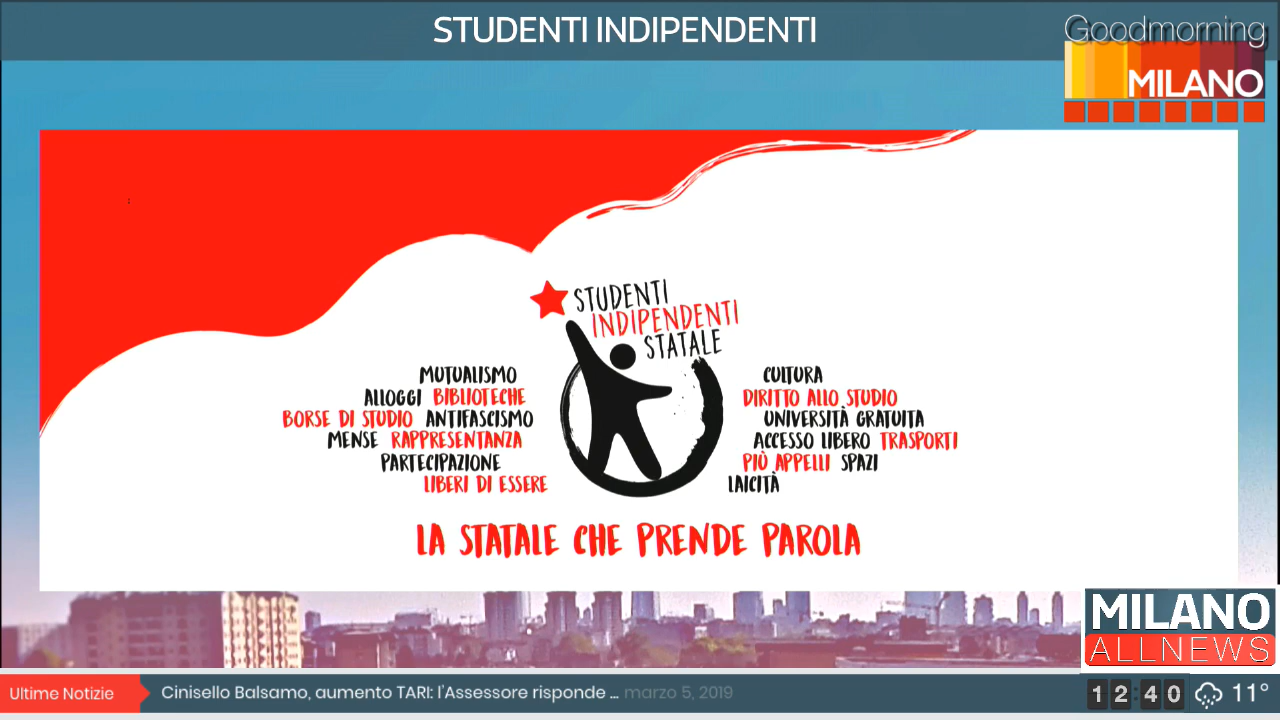 STUDENTI INDIPENDENTI
Goodmorning
MILANO
STUDENTI
INDIPENDENTI
STATALE
MUTUALISMO
ALLOGGI BIBLIOTECHE
BORSE DI STUDIO ANTIFASCISMO
MENSE RAPPRESENTANZA
PARTECIPAZIONE
LIBERI DI ESSERE
CULTURA
DIRITTO ALLO STUDIO
UNIVERSITÀ GRATUITA
ACCESSO LIBERO TRASPORTI
PIÙ APPELLI SPAZI
LAICITÀ
LA STATALE CHE PRENDE PAROLA
MILANO
ALLNEWS
Ultime Notizie Cinisello Balsamo, aumento TARI: l'Assessore risponde ... marzo 5, 2019
12:40 11°